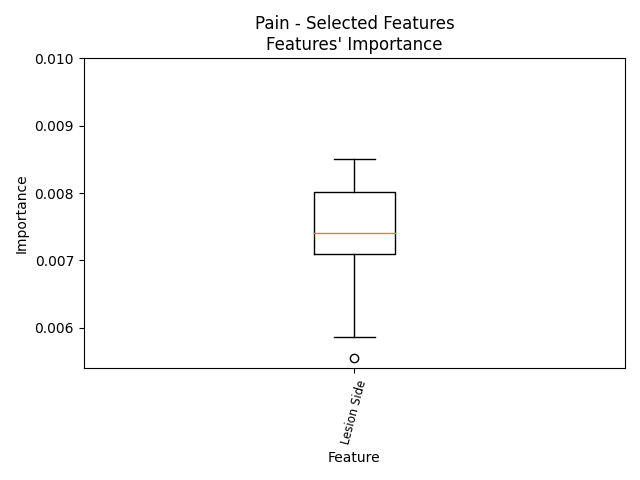 Pain - Selected Features
Features' Importance
0.010
0.009
0.008
0.007
0.006
Importance
Lesion Side
Feature